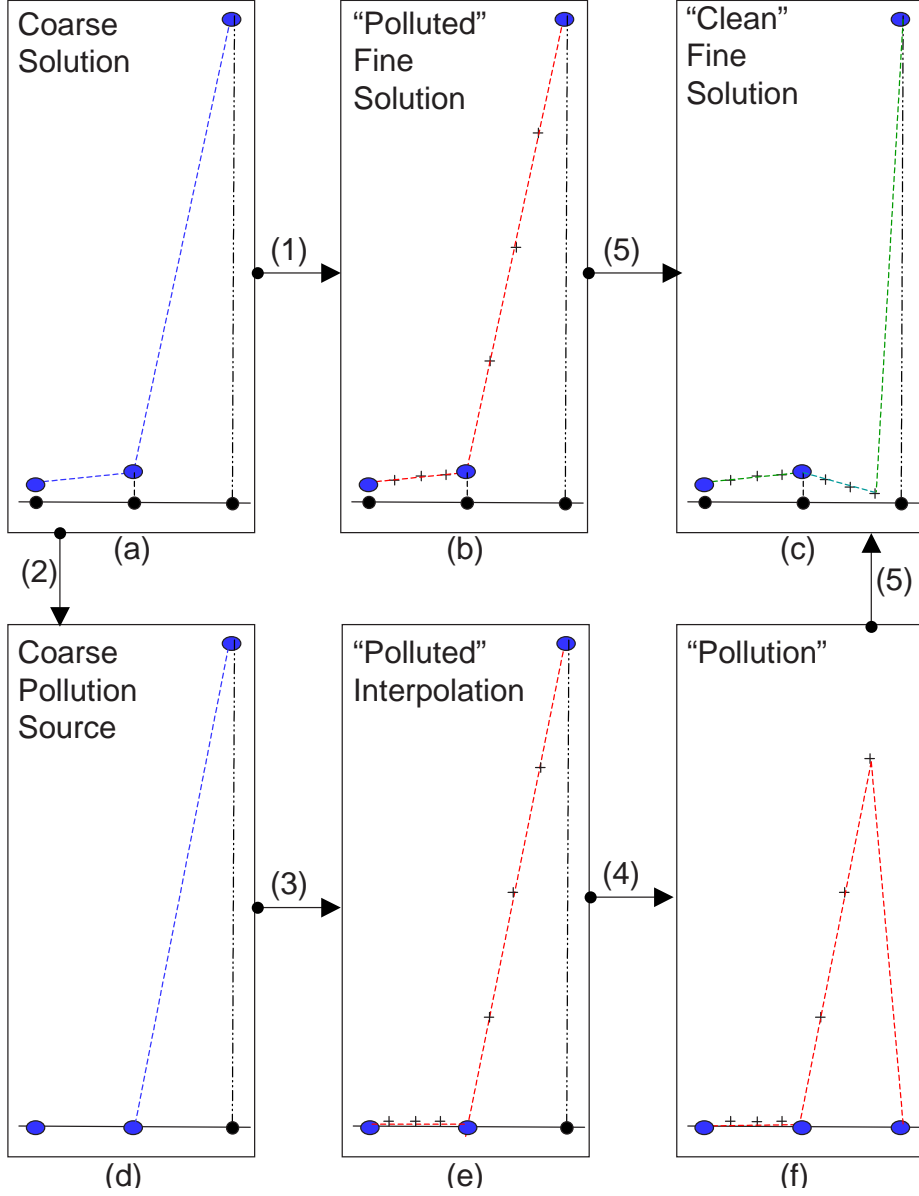 Coarse
Solution
“Polluted”
Fine
Solution
“Clean”
Fine
Solution
(1)
(5)
(a)
(b)
(c)
(2)
(5)
Coarse
Pollution
Source
“Polluted”
Interpolation
“Pollution”
(3)
(4)
(d)
(e)
(f)